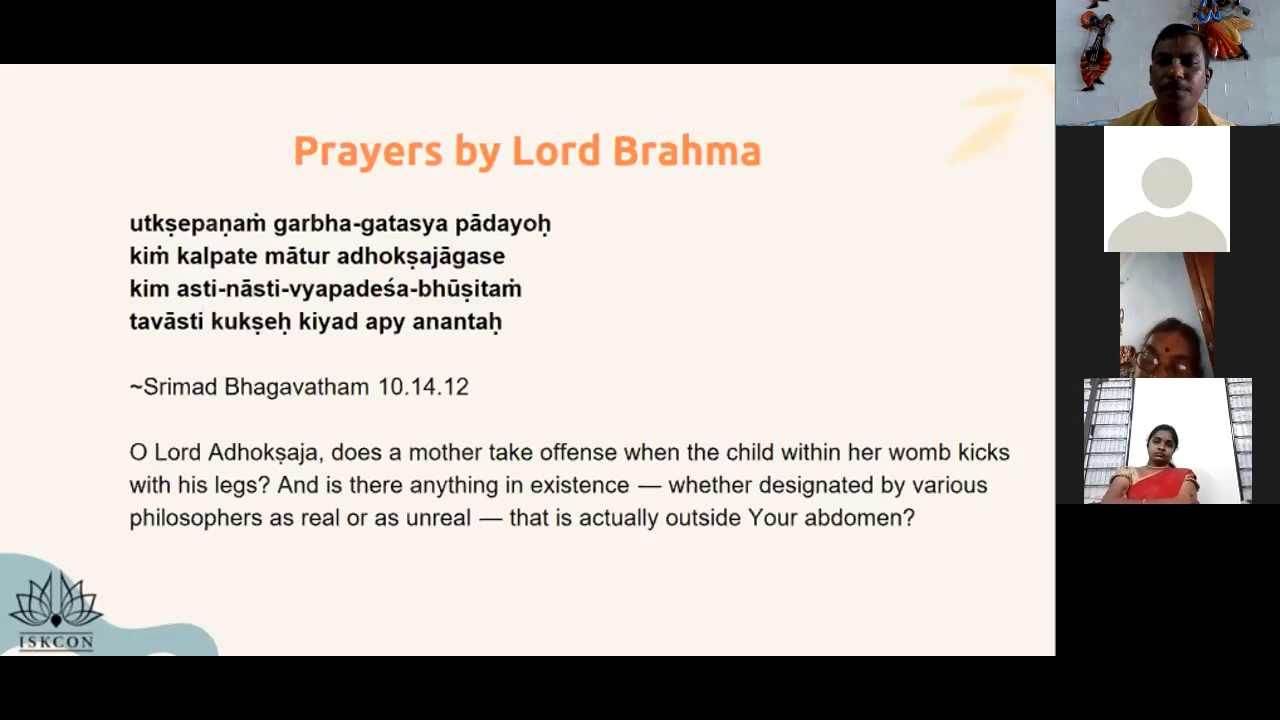 Prayers by Lord Brahma
utkṣepaṇaṁ garbha-gatasya pādayoḥ
kiṁ kalpate mātur adhokṣajāgase
kim asti-nāsti-vyapadeśa-bhūṣitaṁ
tavāsti kukṣeḥ kiyad apy anantaḥ
~Srimad Bhagavatham 10.14.12
O Lord Adhokṣaja, does a mother take offense when the child within her womb kicks
with his legs? And is there anything in existence — whether designated by various
philosophers as real or as unreal — that is actually outside Your abdomen?
ISKCON